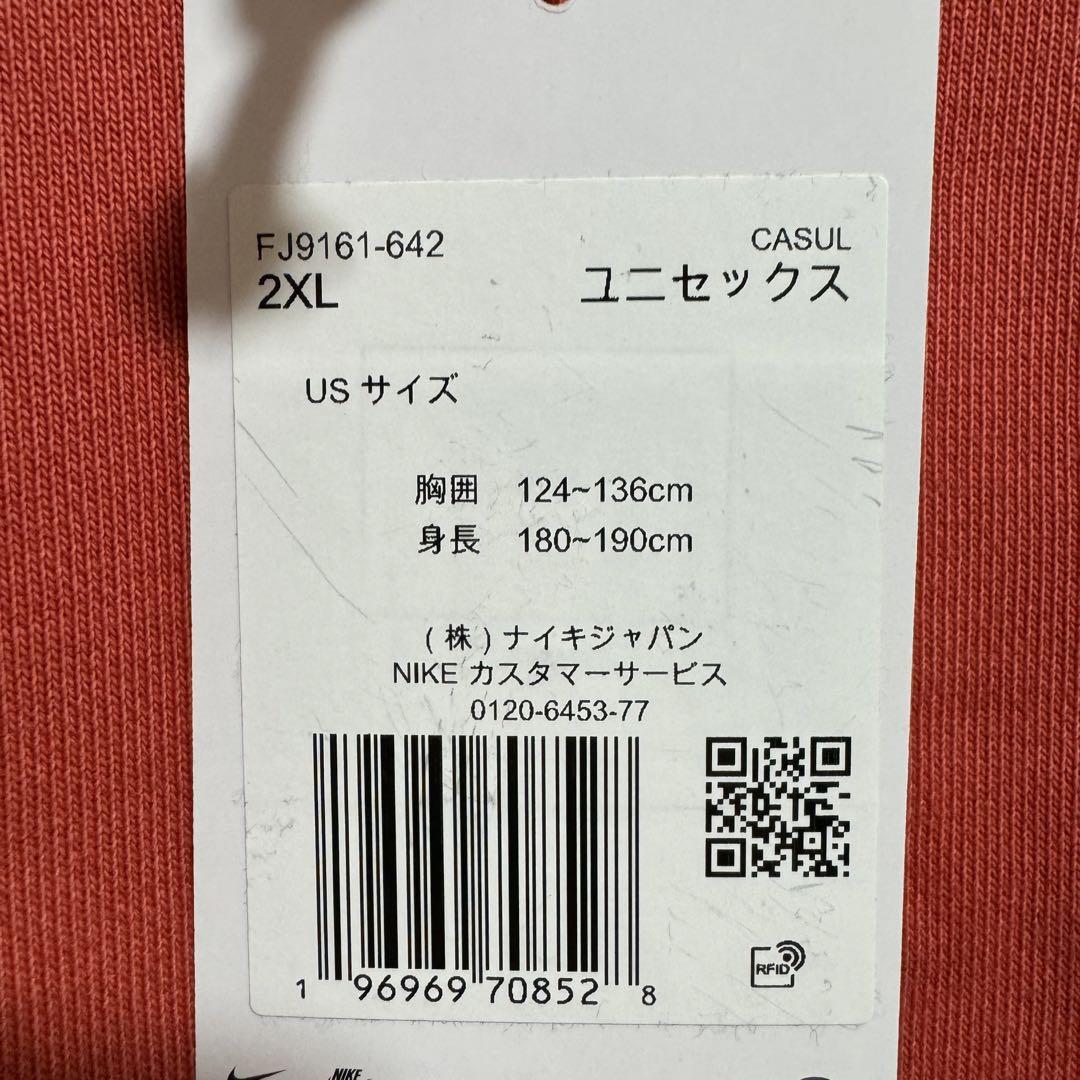 FJ9161-642
CASUL
2XL
ユニセックス
US サイズ
胸囲 124~136cm
身長 180~190cm
(株)ナイキジャパン
NIKE カスタマーサービス
0120-6453-77
1 96969 70852 8
RFID
NIKE